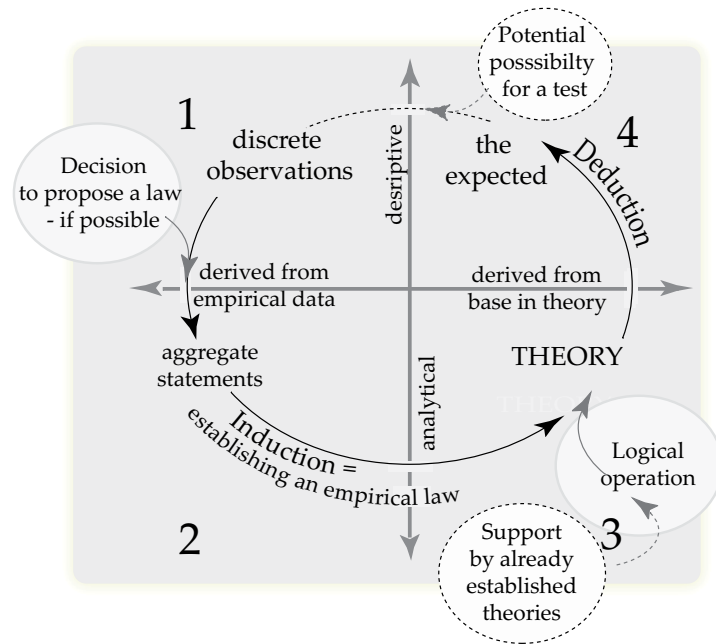 Potential
posssibilty
for a test
1
4
discrete
observations
the
expected
Deduction
Decision
to propose a law
- if possible
desriptive
derived from
empirical data
derived from
base in theory
aggregate
statements
THEORY
THEORY
analytical
Induction =
establishing an empirical law
Logical
operation
2
3
Support
by already
established
theories